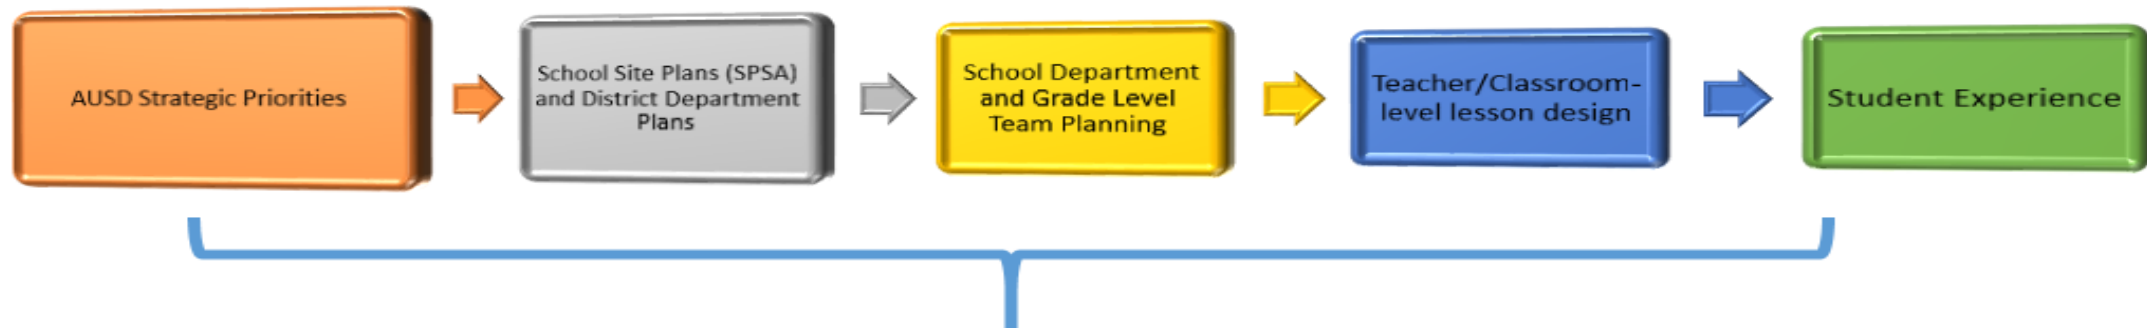 AUSD Strategic Priorities
School Site Plans (SPSA)
and District Department
Plans
School Department
and Grade Level
Team Planning
Teacher/Classroom-
level lesson design
Student Experience